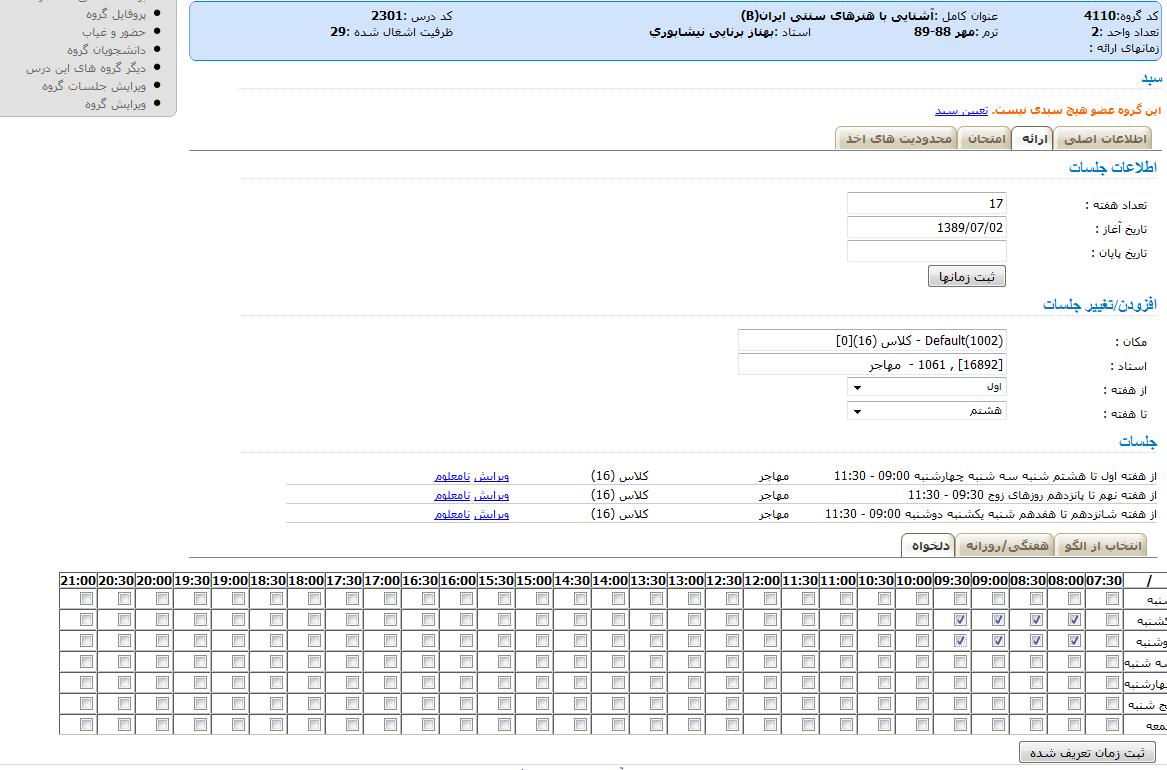 پروفایل گروه
حضور و غیاب
دانشجویان گروه
دیگر گروه های این درس
ویرایش جلسات گروه
ویرایش گروه
کد گروه:4110 عنوان کامل :آشنایی با هنرهای سنتی ایران(B) کد درس :2301
تعداد واحد :2 ترم :مهر 88-89 استاد :بهناز برنایی نیشابوری ظرفیت اشغال شده :29
زمانهای ارائه :
سبد
این گروه عضو هیچ سبدی نیست. تعیین سبد
اطلاعات اصلی ارائه امتحان محدودیت های اخذ
اطلاعات جلسات
تعداد هفته : 17
تاریخ آغاز : 1389/07/02
تاریخ پایان :
ثبت زمانها
افزودن/تغییر جلسات
مکان : Default(1002) - کلاس (16)[0]
استاد : [16892] , 1061 - مهاجر
از هفته : اول
تا هفته : هشتم
جلسات
از هفته اول تا هشتم شنبه سه شنبه چهارشنبه 09:00 - 11:30 مهاجر کلاس (16) ویرایش نامعلوم
از هفته نهم تا پانزدهم روزهای زوج 09:30 - 11:30 مهاجر کلاس (16) ویرایش نامعلوم
از هفته شانزدهم تا هفدهم شنبه یکشنبه دوشنبه 09:00 - 11:30 مهاجر کلاس (16) ویرایش نامعلوم
انتخاب از الگو هفتگی/روزانه دلخواه
/ 07:30 08:00 08:30 09:00 09:30 10:00 10:30 11:00 11:30 12:00 12:30 13:00 13:30 14:00 14:30 15:00 15:30 16:00 16:30 17:00 17:30 18:00 18:30 19:00 19:30 20:00 20:30 21:00
شنبه
یکشنبه
دوشنبه
سه شنبه
چهارشنبه
پنج شنبه
جمعه
ثبت زمان تعریف شده